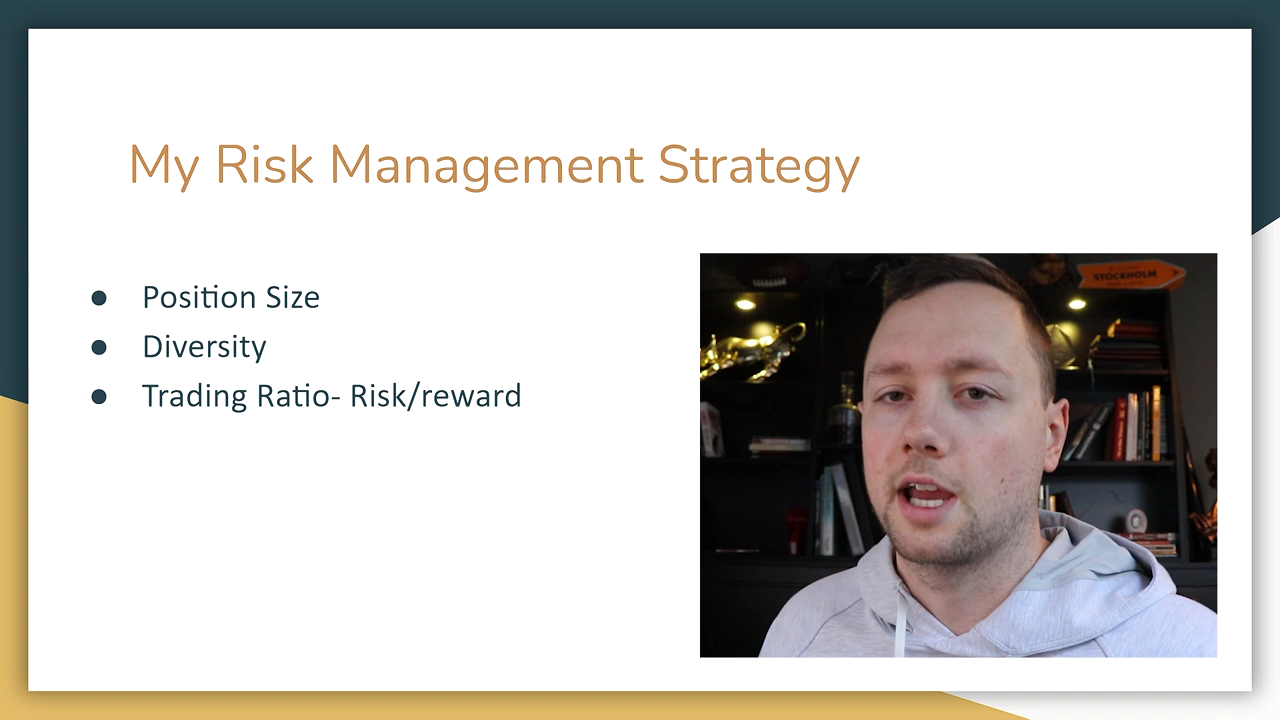 My Risk Management Strategy
● Position Size
● Diversity
● Trading Ratio- Risk/reward
STOCKHOLM